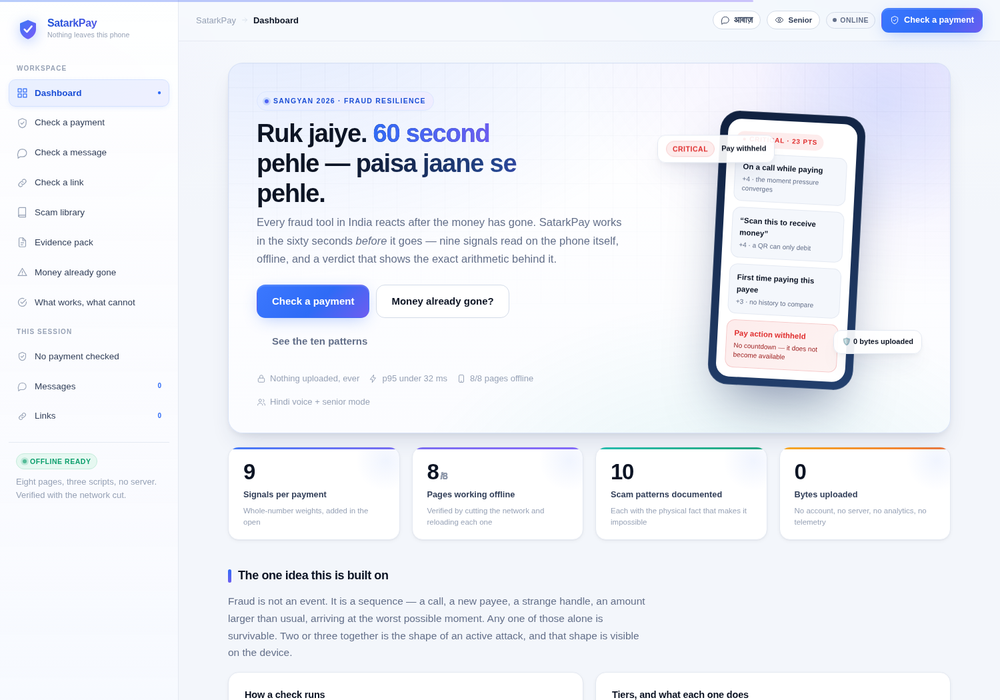 SatarkPay
Nothing leaves this phone
WORKSPACE
Dashboard
Check a payment
Check a message
Check a link
Scam library
Evidence pack
Money already gone
What works, what cannot
THIS SESSION
No payment checked
Messages 0
Links 0
OFFLINE READY
Eight pages, three scripts, no server.
Verified with the network cut.
SatarkPay → Dashboard
आवाज़
Senior
ONLINE
Check a payment
SANGYAN 2026 · FRAUD RESILIENCE
Ruk jaiye. 60 second
pehle — paisa jaane se
pehle.
Every fraud tool in India reacts after the money has gone. SatarkPay works
in the sixty seconds before it goes — nine signals read on the phone itself,
offline, and a verdict that shows the exact arithmetic behind it.
Check a payment
Money already gone?
See the ten patterns
Nothing uploaded, ever
p95 under 32 ms
8/8 pages offline
Hindi voice + senior mode
CRITICAL · 23 PTS
CRITICAL Pay withheld
On a call while paying
+4 · the moment pressure
converges
“Scan this to receive
money”
+4 · a QR can only debit
First time paying this
payee
+3 · no history to compare
Pay action withheld
No countdown — it does not
become available
0 bytes uploaded
9
Signals per payment
Whole-number weights, added in the
open
8/8
Pages working offline
Verified by cutting the network and
reloading each one
10
Scam patterns documented
Each with the physical fact that makes it
impossible
0
Bytes uploaded
No account, no server, no analytics, no
telemetry
The one idea this is built on
Fraud is not an event. It is a sequence — a call, a new payee, a strange handle, an amount
larger than usual, arriving at the worst possible moment. Any one of those alone is
survivable. Two or three together is the shape of an active attack, and that shape is visible
on the device.
How a check runs
Tiers, and what each one does